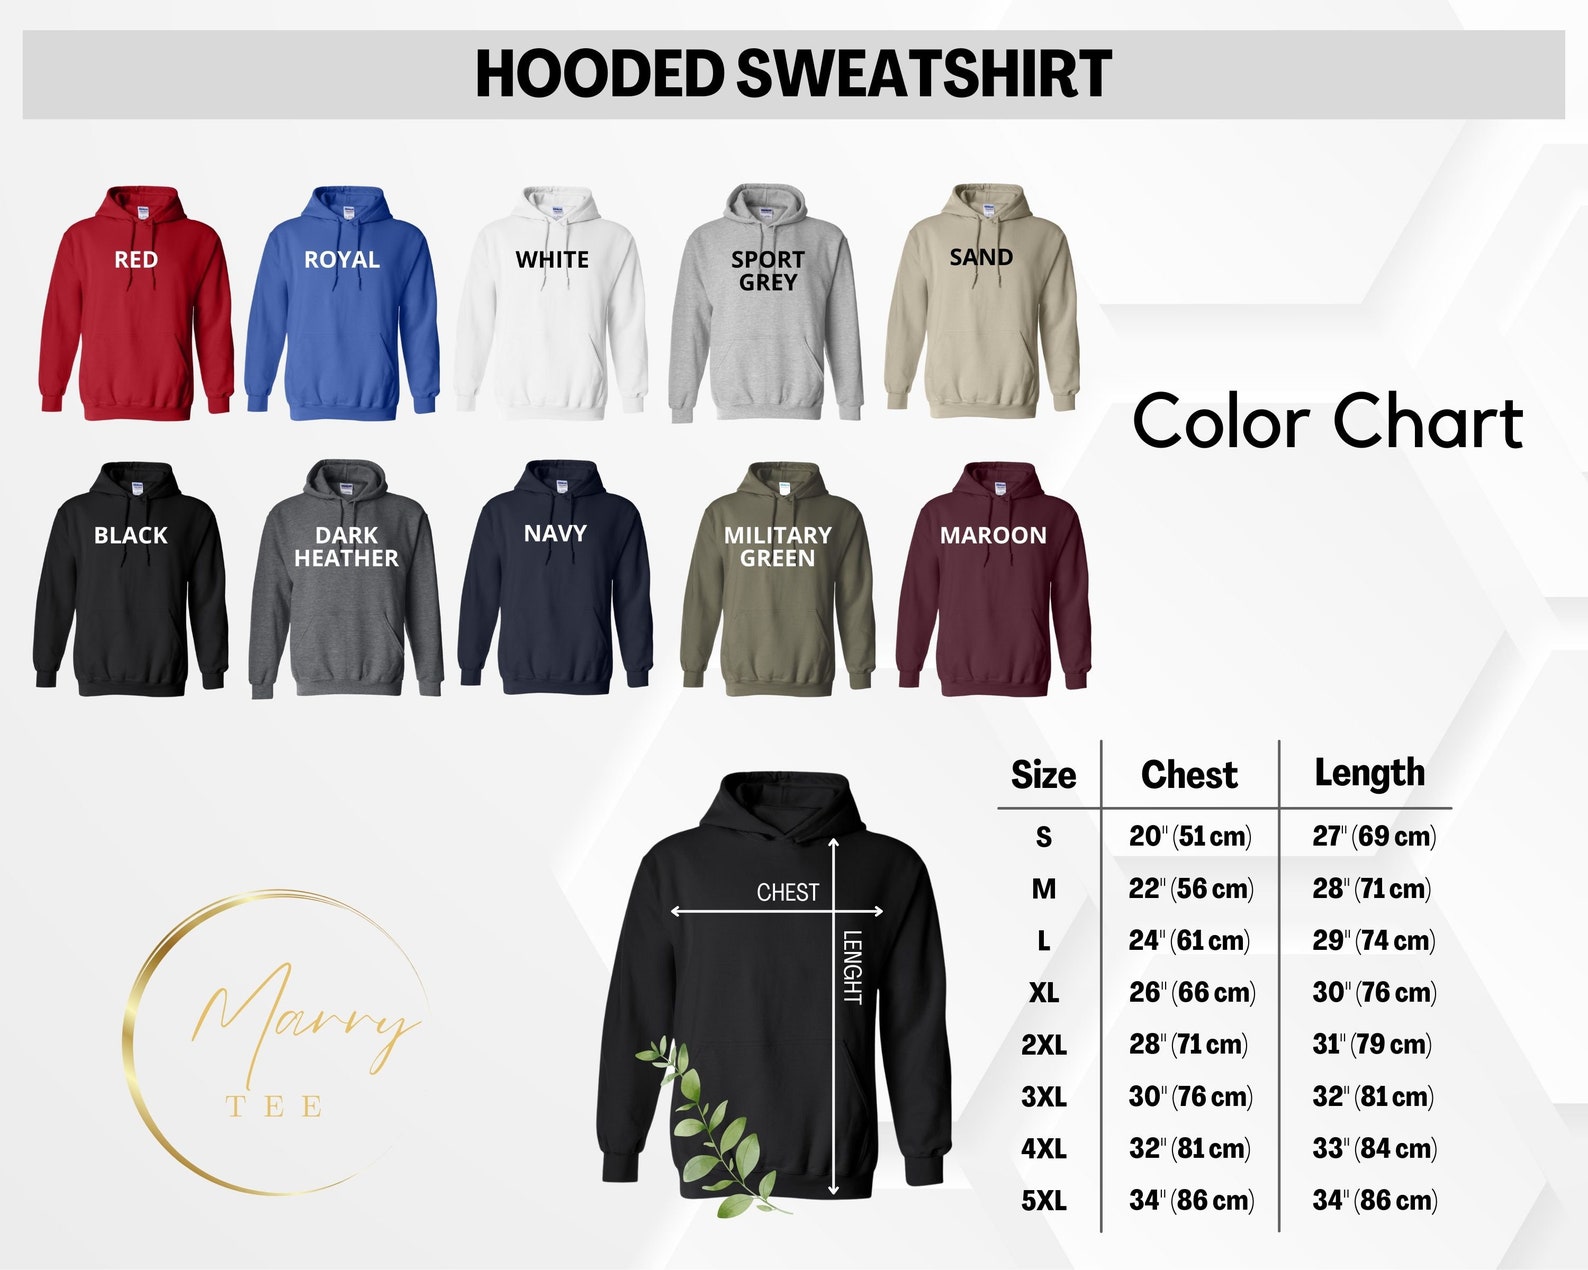 HOODED SWEATSHIRT
RED
ROYAL
WHITE
SPORT
GREY
SAND
Color Chart
BLACK
DARK
HEATHER
NAVY
MILITARY
GREEN
MAROON
Size Chest Length
S 20" (51 cm) 27" (69 cm)
M 22" (56 cm) 28" (71 cm)
L 24" (61 cm) 29" (74 cm)
XL 26" (66 cm) 30" (76 cm)
2XL 28" (71 cm) 31" (79 cm)
3XL 30" (76 cm) 32" (81 cm)
4XL 32" (81 cm) 33" (84 cm)
5XL 34" (86 cm) 34" (86 cm)
CHEST
LENGHT
Marry
TEE